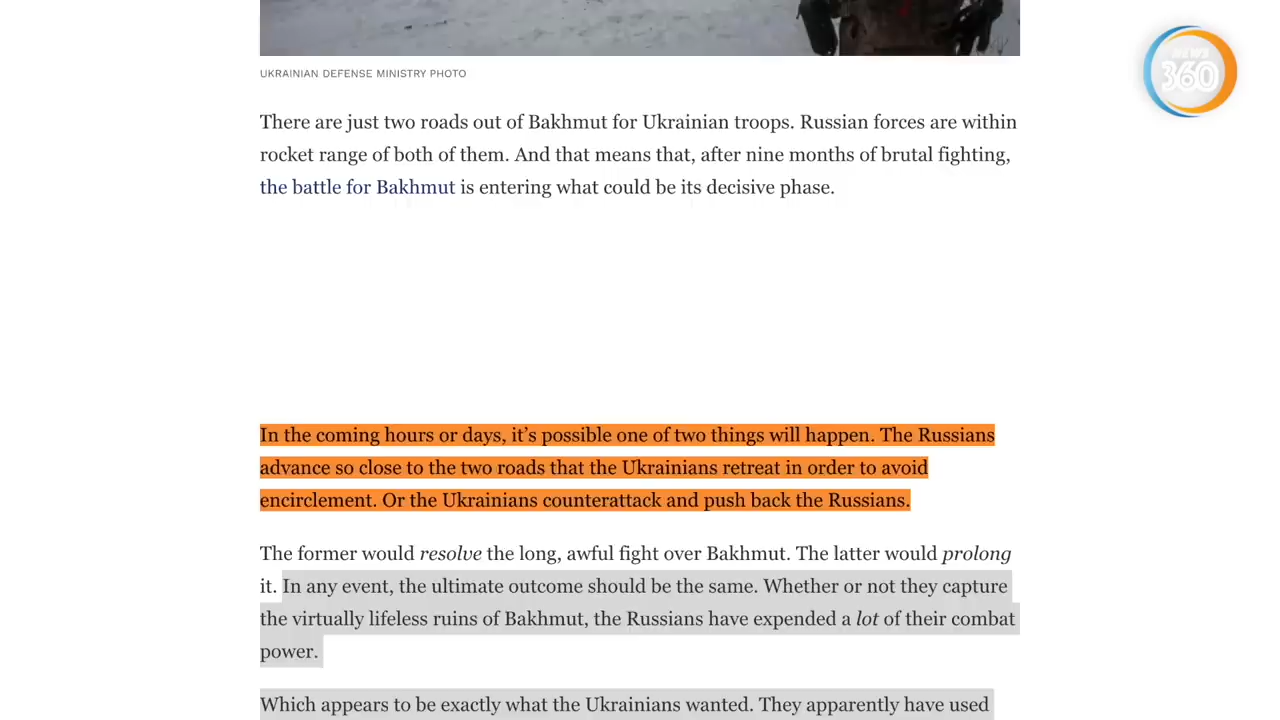 NEWS
360
UKRAINIAN DEFENSE MINISTRY PHOTO
There are just two roads out of Bakhmut for Ukrainian troops. Russian forces are within
rocket range of both of them. And that means that, after nine months of brutal fighting,
the battle for Bakhmut is entering what could be its decisive phase.
In the coming hours or days, it’s possible one of two things will happen. The Russians
advance so close to the two roads that the Ukrainians retreat in order to avoid
encirclement. Or the Ukrainians counterattack and push back the Russians.
The former would resolve the long, awful fight over Bakhmut. The latter would prolong
it. In any event, the ultimate outcome should be the same. Whether or not they capture
the virtually lifeless ruins of Bakhmut, the Russians have expended a lot of their combat
power.
Which appears to be exactly what the Ukrainians wanted. They apparently have used